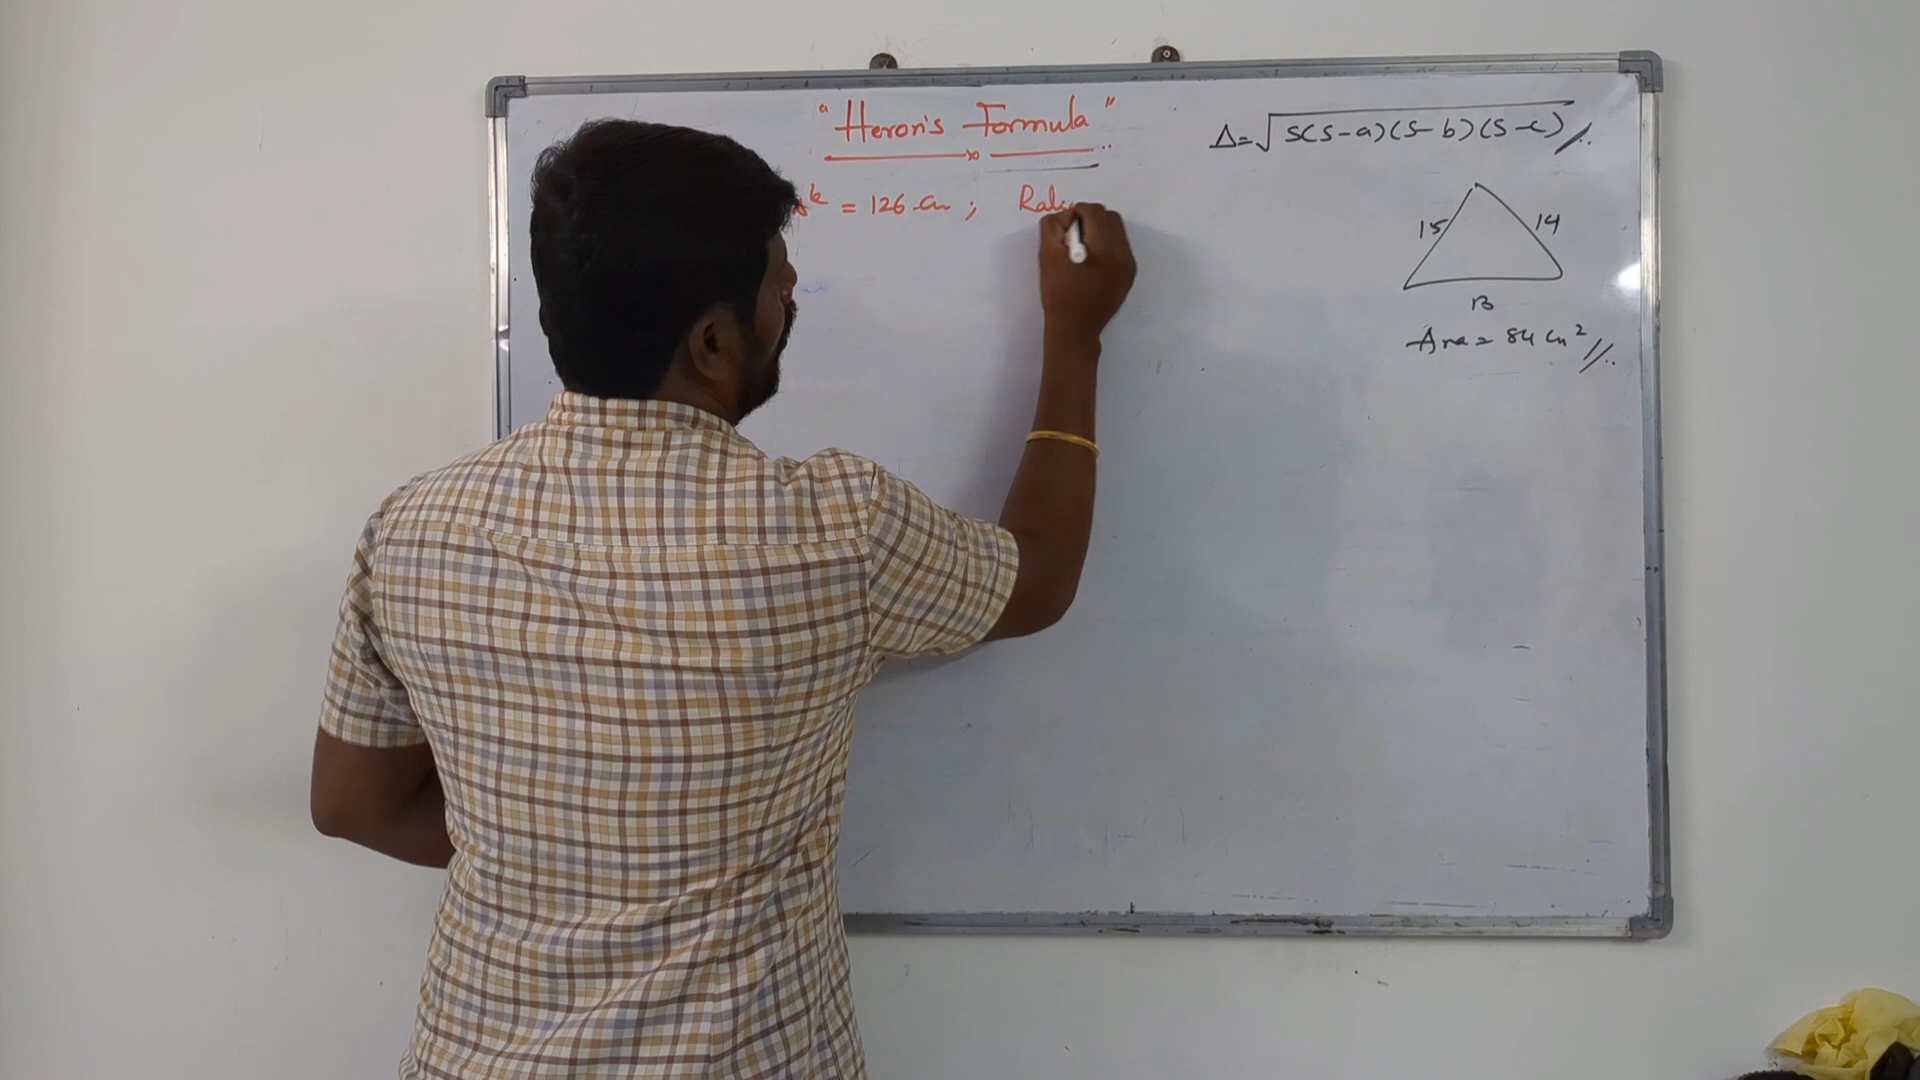 "Heron's Formula"
Δ = √S(S-a)(S-b)(S-c) //..
= 126 cm ;
15
14
13
Area = 84 cm² //..